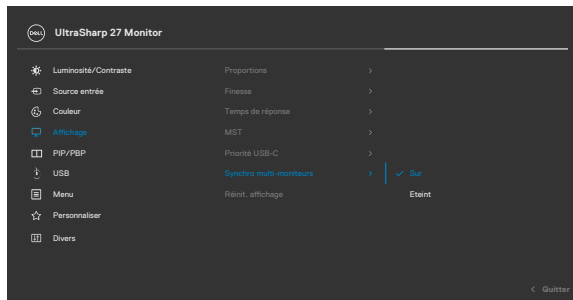 DELL UltraSharp 27 Monitor
Luminosité/Contraste Proportions >
Source entrée Finesse >
Couleur Temps de réponse >
Affichage MST >
PIP/PBP Priorité USB-C >
USB Synchro multi-moniteurs > ✓ Sur
Menu Réinit. affichage Eteint
Personnaliser
Divers
< Quitter